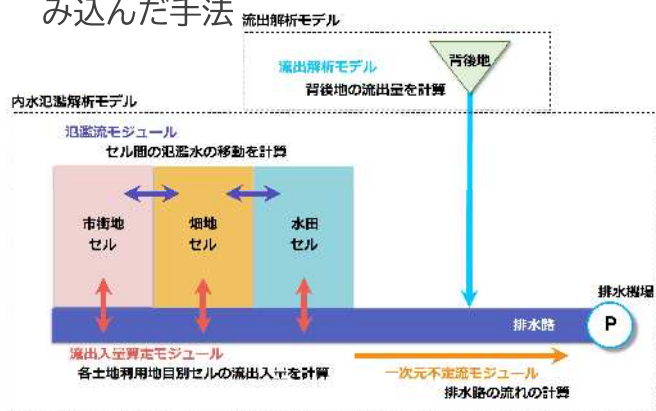 み込んだ手法
流出解析モデル
流出解析モデル
背後地の流出量を計算
背後地
内水氾濫解析モデル
氾濫流モジュール
セル間の氾濫水の移動を計算
市街地
セル
畑地
セル
水田
セル
排水機場
排水路
P
流出入量算定モジュール
各土地利用地目別セルの流出入量を計算
一次元不定流モジュール
排水路の流れの計算